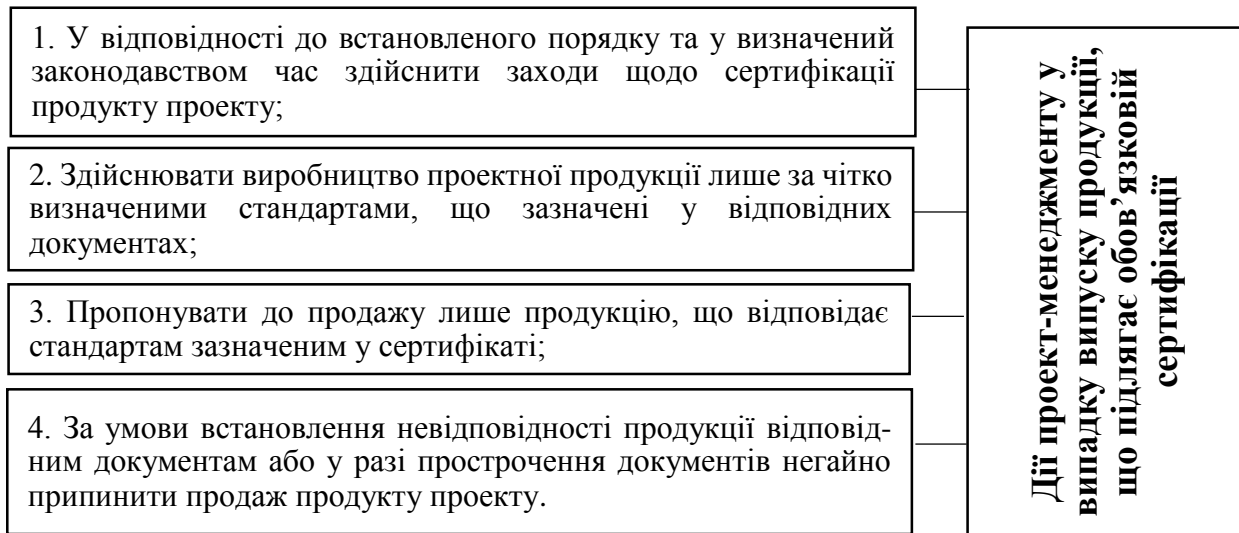 1. У відповідності до встановленого порядку та у визначений
законодавством час здійснити заходи щодо сертифікації
продукту проекту;
2. Здійснювати виробництво проектної продукції лише за чітко
визначеними стандартами, що зазначені у відповідних
документах;
3. Пропонувати до продажу лише продукцію, що відповідає
стандартам зазначеним у сертифікаті;
4. За умови встановлення невідповідності продукції відповід-
ним документам або у разі прострочення документів негайно
припинити продаж продукту проекту.
Дії проект-менеджменту у
випадку випуску продукції,
що підлягає обов’язковій
сертифікації